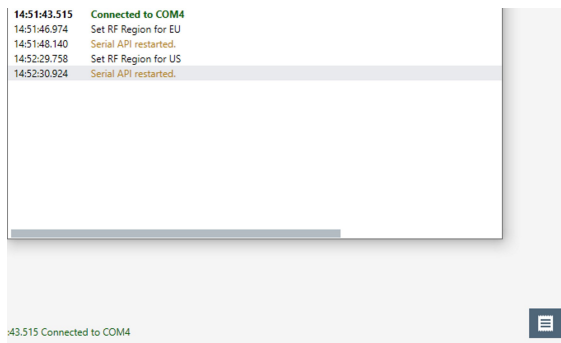 14:51:43.515 Connected to COM4
14:51:46.974 Set RF Region for EU
14:51:48.140 Serial API restarted.
14:52:29.758 Set RF Region for US
14:52:30.924 Serial API restarted.
:43.515 Connected to COM4